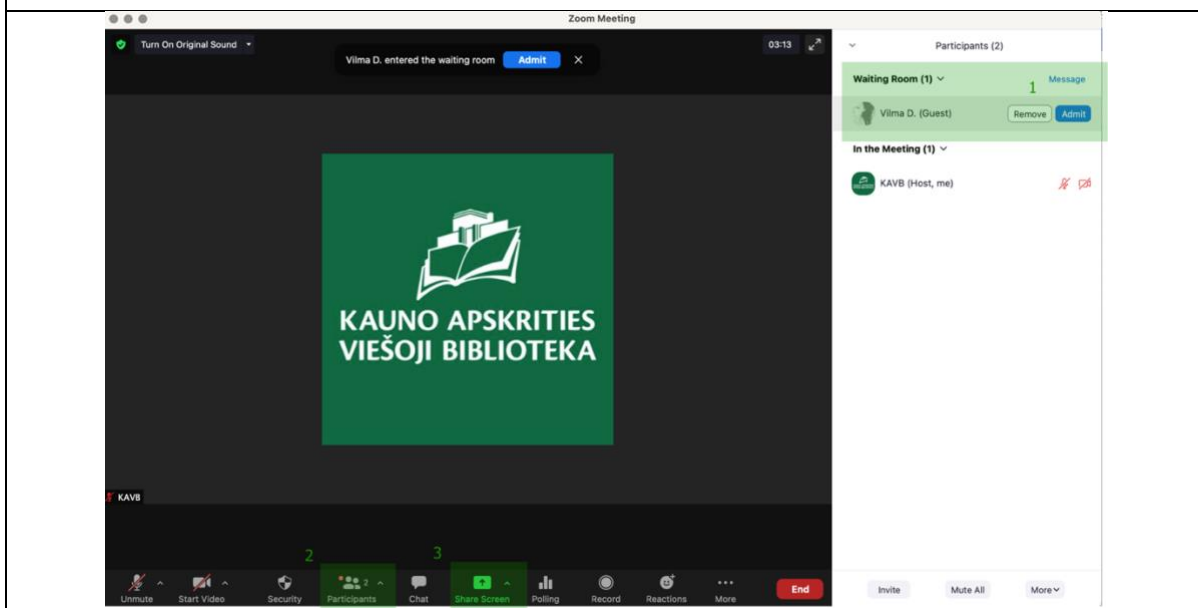 Zoom Meeting
Turn On Original Sound
Vilma D. entered the waiting room Admit
03:13
Participants (2)
Waiting Room (1)
Message
1
Vilma D. (Guest)
Remove Admit
In the Meeting (1)
KAVB (Host, me)
KAUNO APSKRITIES
VIEŠOJI BIBLIOTEKA
KAVB
2
3
2
Unmute Start Video Security Participants Chat Share Screen Polling Record Reactions More End
Invite Mute All More